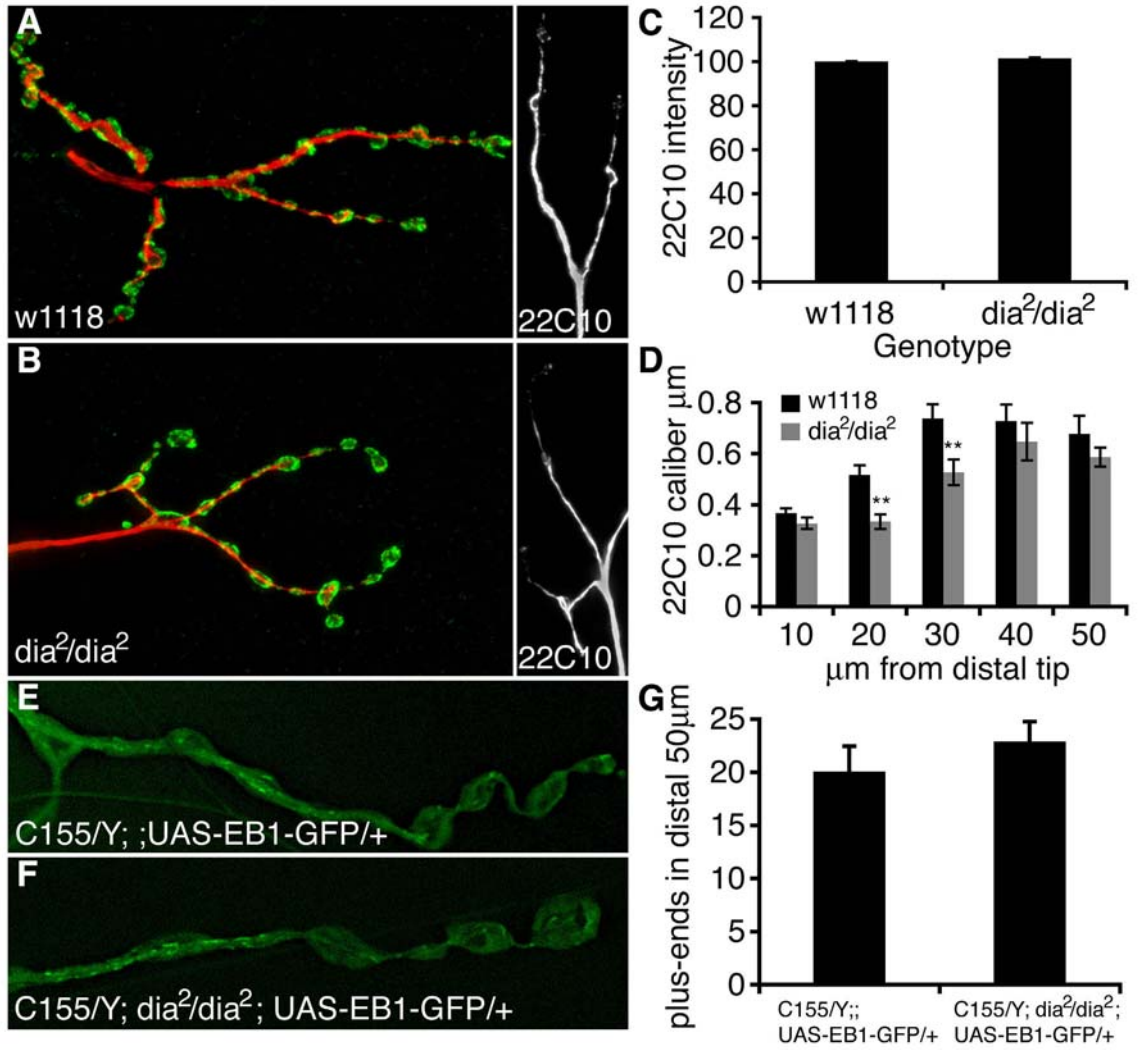 A
w1118
22C10
B
dia²/dia²
22C10
C
22C10 intensity
120
100
80
60
40
20
0
w1118
dia²/dia²
Genotype
D
22C10 caliber μm
0.8
0.6
0.4
0.2
0
w1118
dia²/dia²
**
**
10 20 30 40 50
μm from distal tip
E
C155/Y; ;UAS-EB1-GFP/+
F
C155/Y; dia²/dia²; UAS-EB1-GFP/+
G
plus-ends in distal 50μm
25
20
15
10
5
0
C155/Y;;
UAS-EB1-GFP/+
C155/Y; dia²/dia²;
UAS-EB1-GFP/+